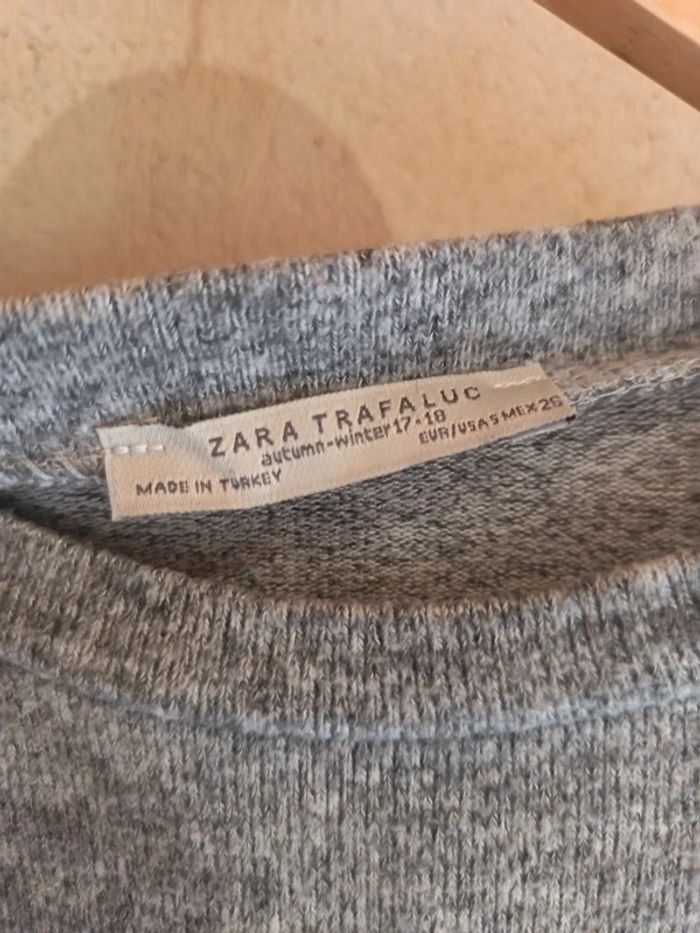 ZARA TRAFALUC
autumn-winter 17-18
EUR/USA S MEX 26
MADE IN TURKEY